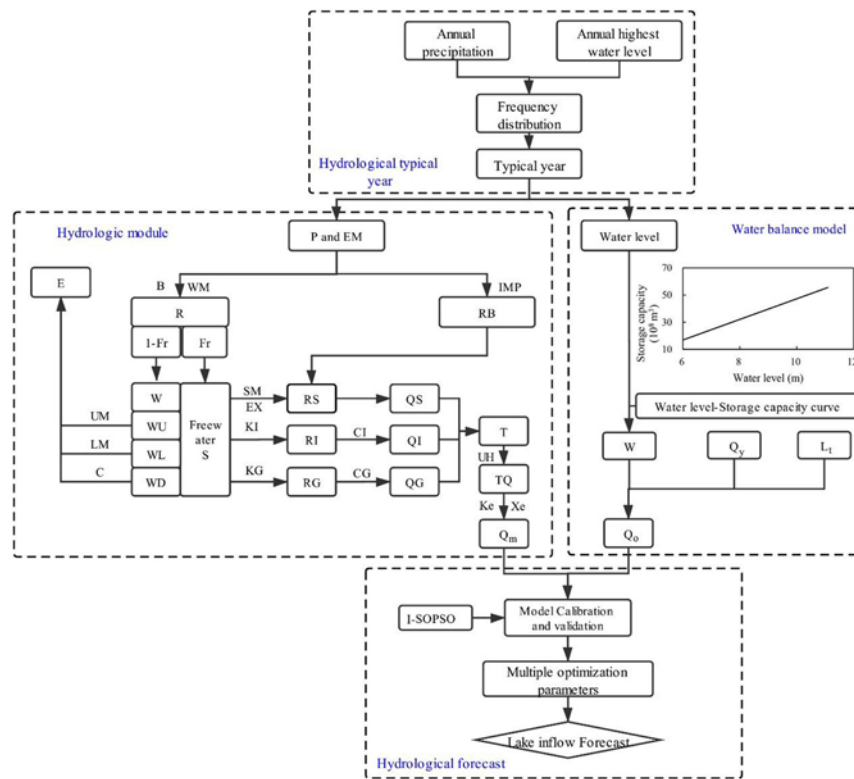 Annual
precipitation
Annual highest
water level
Frequency
distribution
Hydrological typical
year
Typical year
Hydrologic module
P and EM
Water level
Water balance model
E
B
WM
IMP
R
RB
1-Fr
Fr
W
WU
WL
WD
UM
LM
C
Freewater
S
SM
EX
KI
KG
RS
RI
RG
CI
CG
QS
QI
QG
T
UH
TQ
Ke
Xe
Qm
Storage capacity
(10⁸ m³)
70
50
30
10
6
8
10
12
Water level (m)
Water level-Storage capacity curve
W
Qy
Lt
Qo
I-SOPSO
Model Calibration
and validation
Multiple optimization
parameters
Lake inflow Forecast
Hydrological forecast